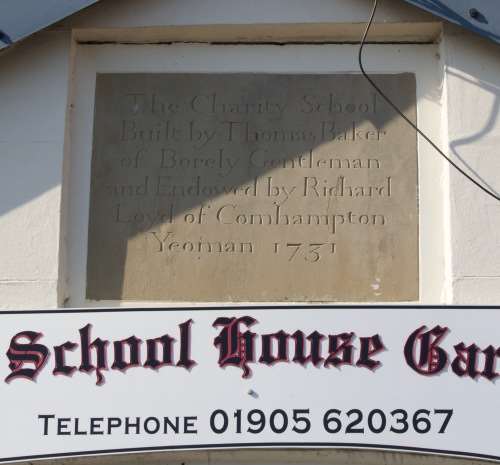 The Charity School
Built by Thomas Baker
of Borely Gentleman
and Endowed by Richard
Loyd of Comhampton
Yeoman 1731
School House Gar
TELEPHONE 01905 620367